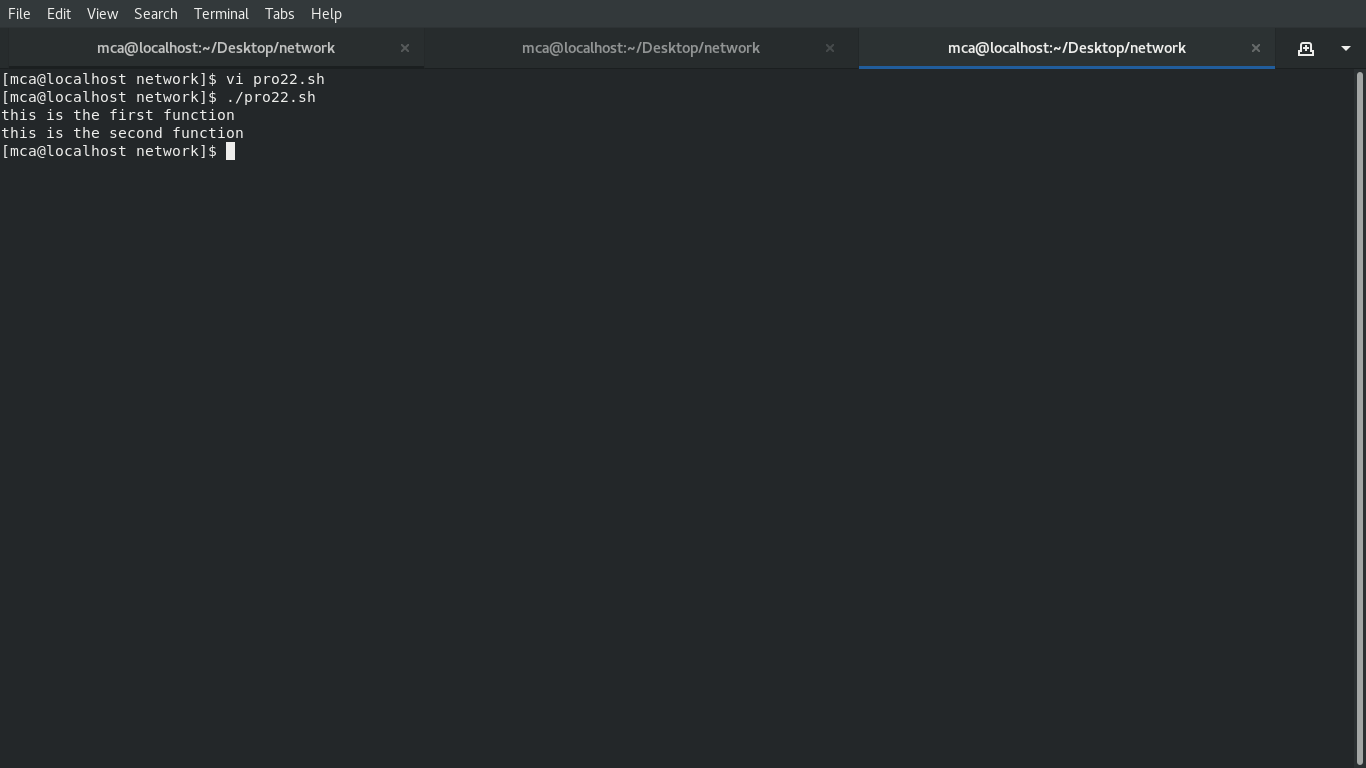 File Edit View Search Terminal Tabs Help
mca@localhost:~/Desktop/network × mca@localhost:~/Desktop/network × mca@localhost:~/Desktop/network ×
[mca@localhost network]$ vi pro22.sh
[mca@localhost network]$ ./pro22.sh
this is the first function
this is the second function
[mca@localhost network]$